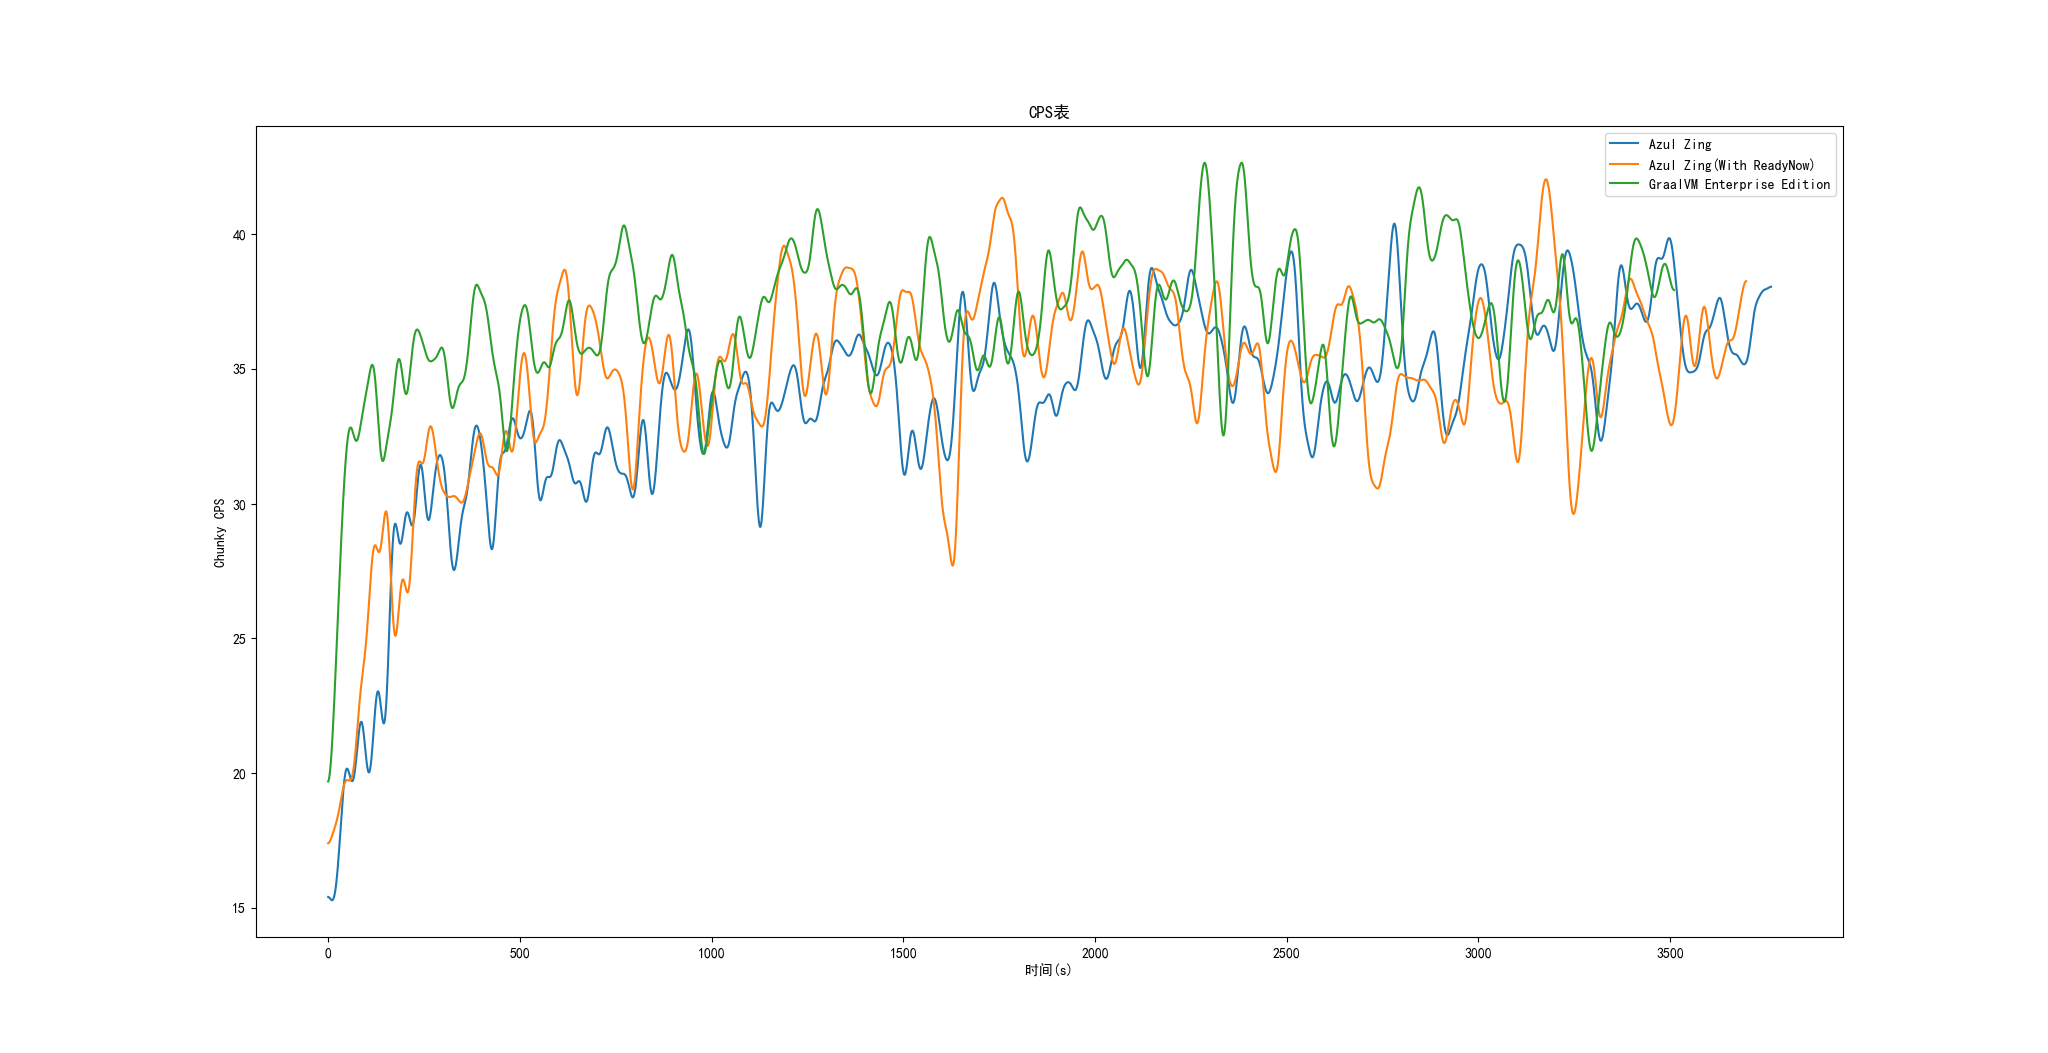 CPS表
Azul Zing
Azul Zing(With ReadyNow)
GraalVM Enterprise Edition
Chunky CPS
40
35
30
25
20
15
0 500 1000 1500 2000 2500 3000 3500
时间(s)